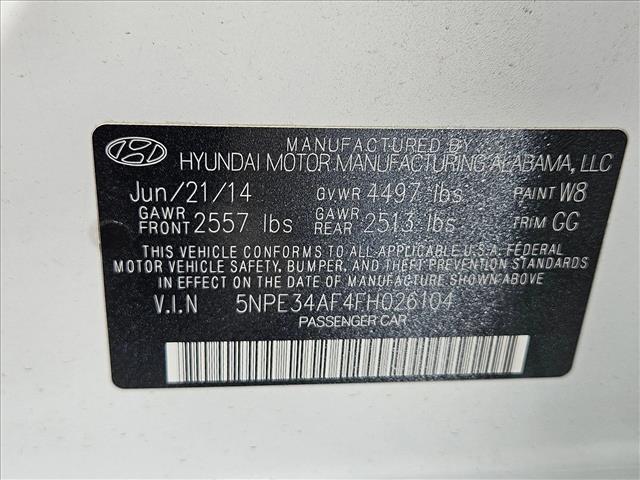 MANUFACTURED BY
HYUNDAI MOTOR MANUFACTURING ALABAMA, LLC
Jun/21/14 GVWR 4497 lbs PAINT W8
GAWR FRONT 2557 lbs GAWR REAR 2513 lbs TRIM GG
THIS VEHICLE CONFORMS TO ALL APPLICABLE U.S.A. FEDERAL
MOTOR VEHICLE SAFETY, BUMPER, AND THEFT PREVENTION STANDARDS
IN EFFECT ON THE DATE OF MANUFACTURE SHOWN ABOVE
V.I.N 5NPE34AF4FH026104
PASSENGER CAR